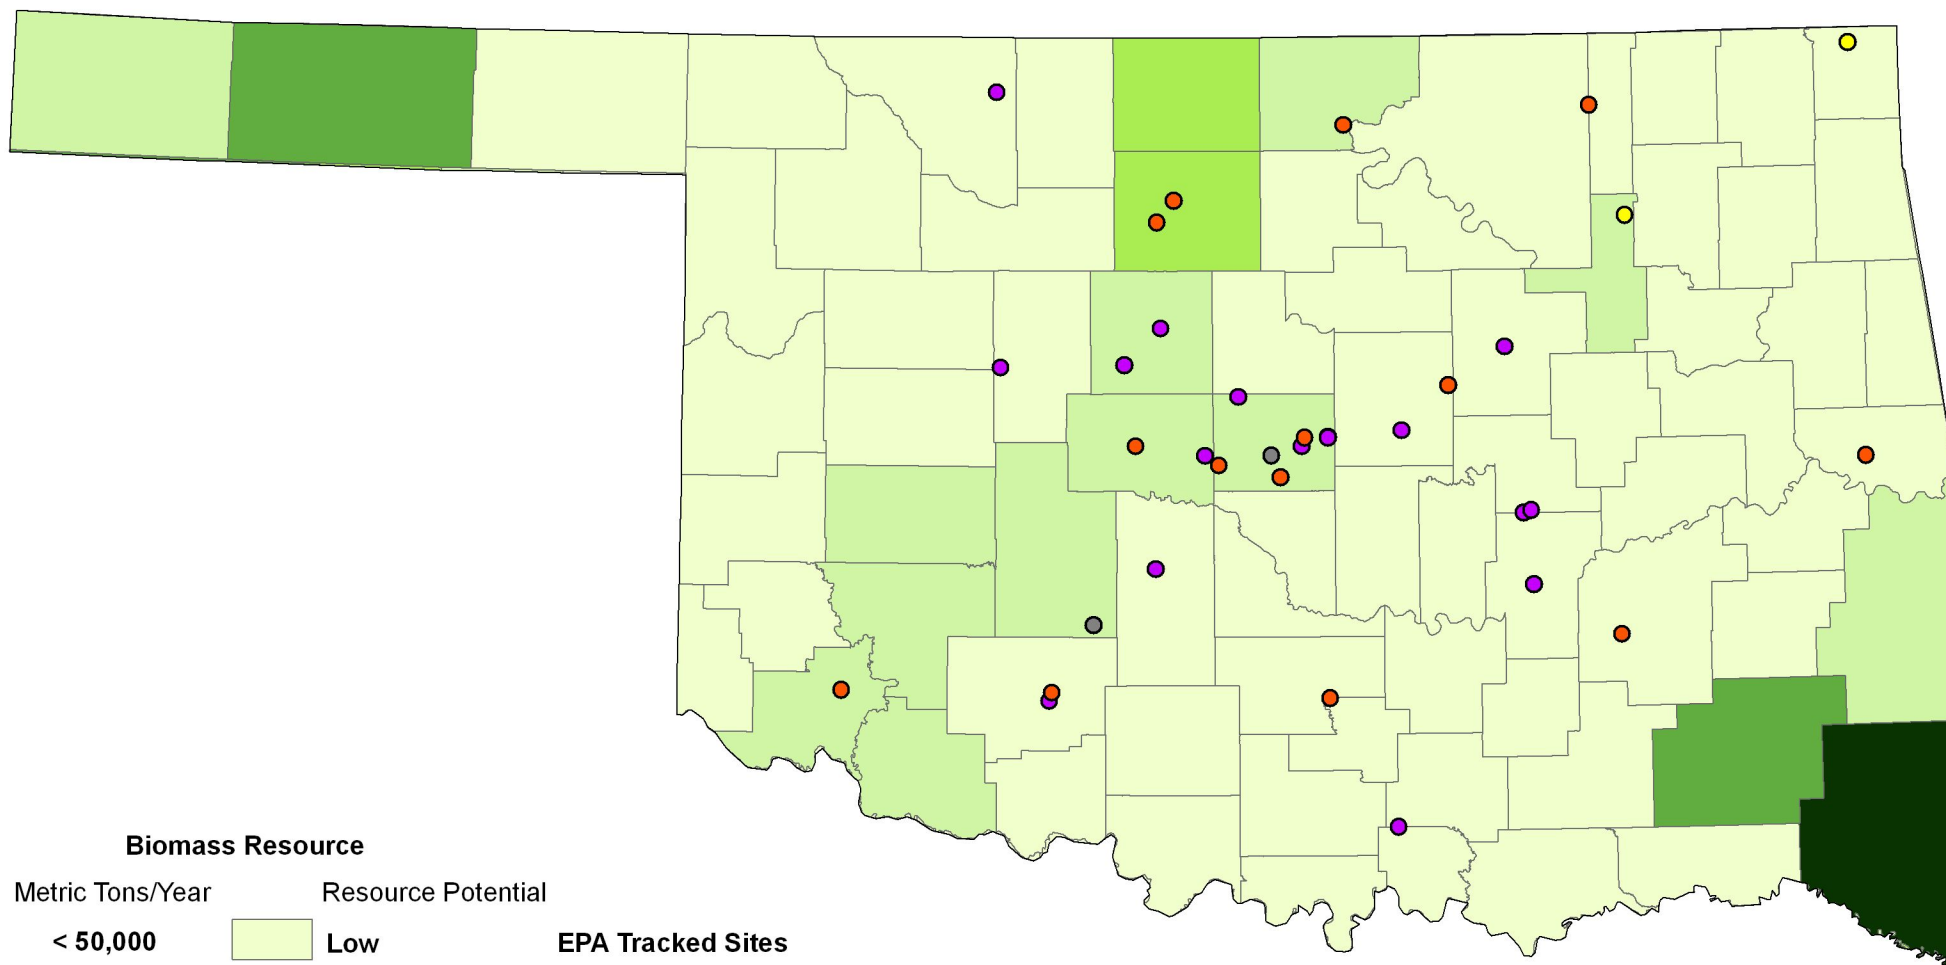 Biomass Resource
Metric Tons/Year Resource Potential
< 50,000 Low EPA Tracked Sites